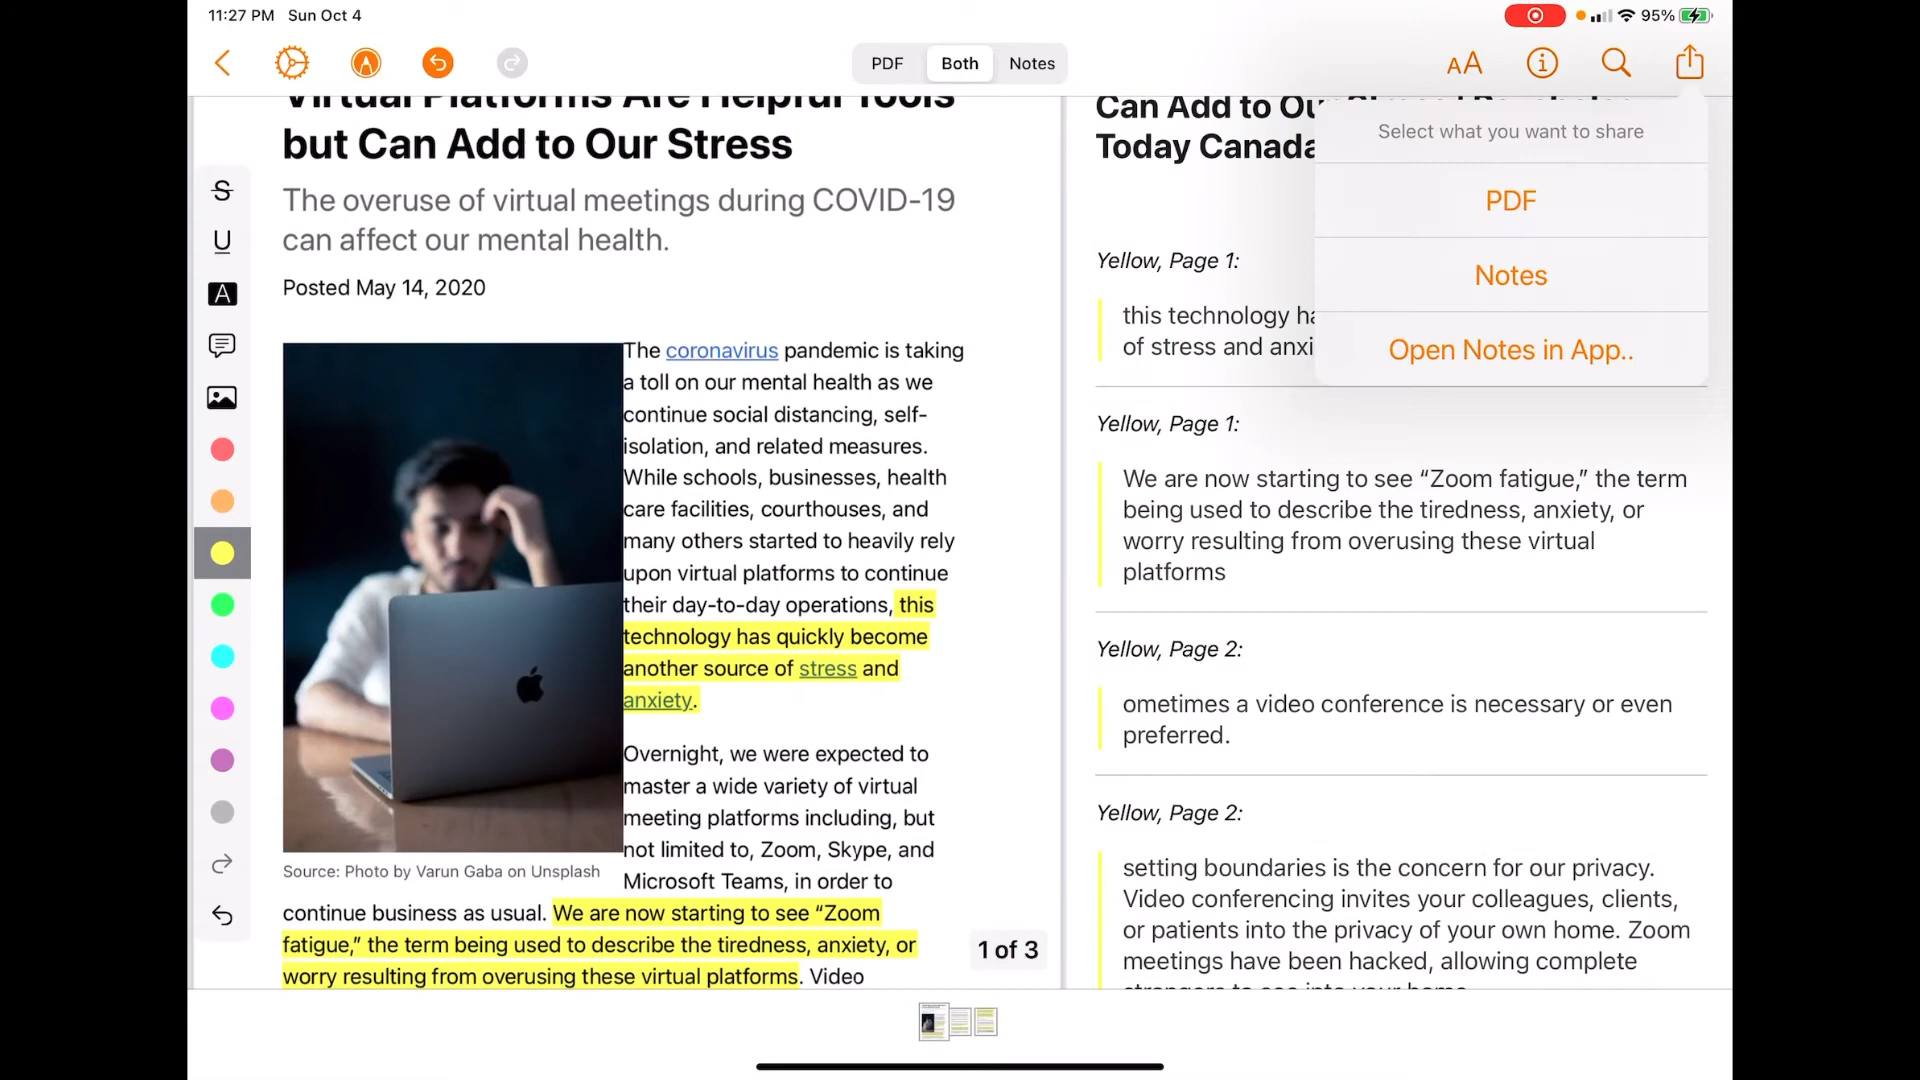 11:27 PM Sun Oct 4
95%
PDF Both Notes
AA
Virtual Platforms Are Helpful Tools
but Can Add to Our Stress
The overuse of virtual meetings during COVID-19
can affect our mental health.
Posted May 14, 2020
S
U
A
The coronavirus pandemic is taking
a toll on our mental health as we
continue social distancing, self-
isolation, and related measures.
While schools, businesses, health
care facilities, courthouses, and
many others started to heavily rely
upon virtual platforms to continue
their day-to-day operations, this
technology has quickly become
another source of stress and
anxiety.
Overnight, we were expected to
master a wide variety of virtual
meeting platforms including, but
not limited to, Zoom, Skype, and
Microsoft Teams, in order to
Source: Photo by Varun Gaba on Unsplash
continue business as usual. We are now starting to see “Zoom
fatigue,” the term being used to describe the tiredness, anxiety, or
worry resulting from overusing these virtual platforms. Video
1 of 3
Can Add to Our
Today Canada
Yellow, Page 1:
this technology ha
of stress and anxi
Yellow, Page 1:
We are now starting to see “Zoom fatigue,” the term
being used to describe the tiredness, anxiety, or
worry resulting from overusing these virtual
platforms
Yellow, Page 2:
ometimes a video conference is necessary or even
preferred.
Yellow, Page 2:
setting boundaries is the concern for our privacy.
Video conferencing invites your colleagues, clients,
or patients into the privacy of your own home. Zoom
meetings have been hacked, allowing complete
Select what you want to share
PDF
Notes
Open Notes in App..